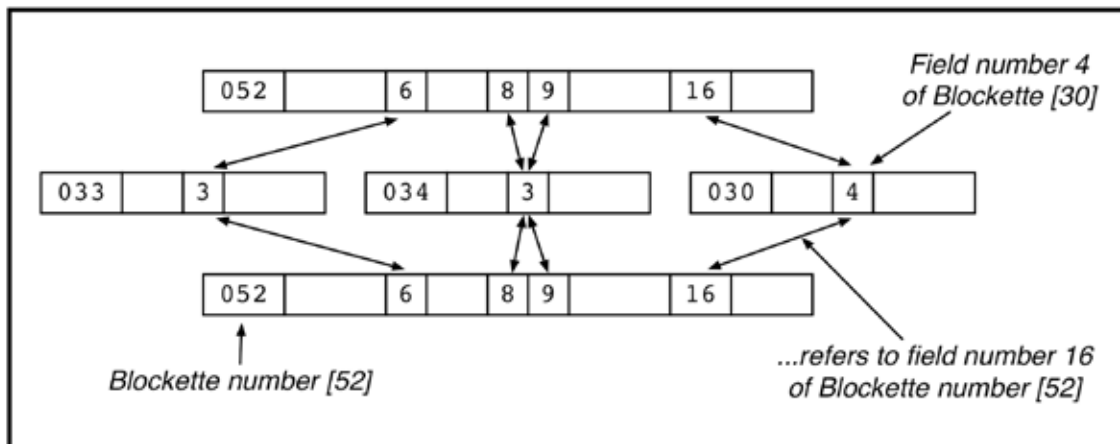 Field number 4
of Blockette [30]
052 6 8 9 16
033 3 034 3 030 4
052 6 8 9 16
Blockette number [52]
...refers to field number 16
of Blockette number [52]